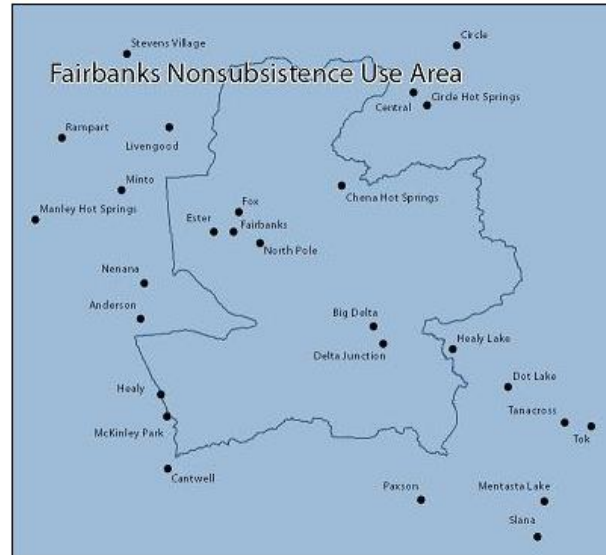 Stevens Village
Circle
Fairbanks Nonsubsistence Use Area
Central
Circle Hot Springs
Rampart
Livengood
Minto
Chena Hot Springs
Manley Hot Springs
Fox
Ester
Fairbanks
North Pole
Nenana
Anderson
Big Delta
Delta Junction
Healy Lake
Dot Lake
Healy
Tanacross
McKinley Park
Tok
Cantwell
Paxson
Mentasta Lake
Slana